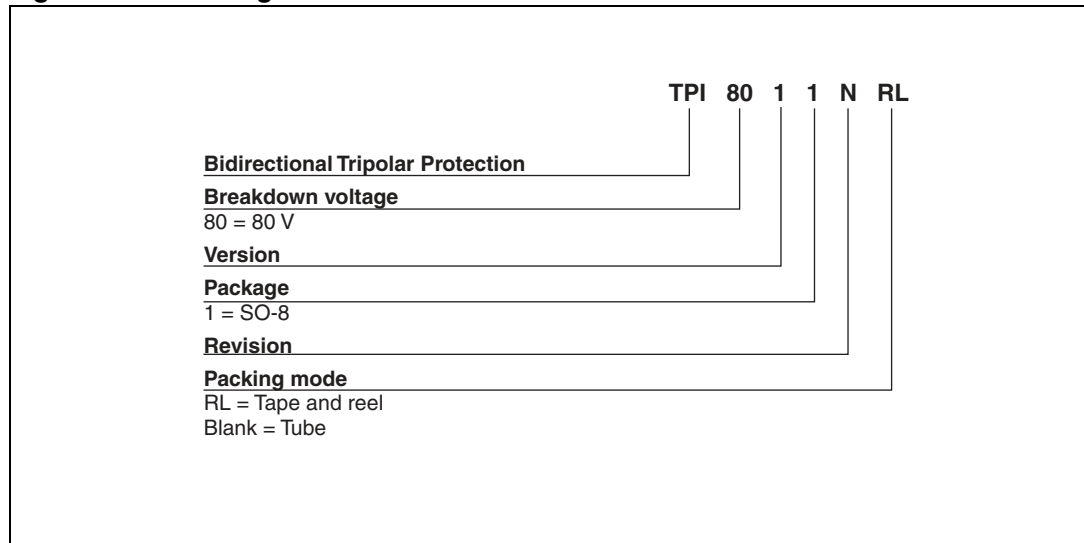 TPI 80 1 1 N RL
Bidirectional Tripolar Protection
Breakdown voltage
80 = 80 V
Version
Package
1 = SO-8
Revision
Packing mode
RL = Tape and reel
Blank = Tube